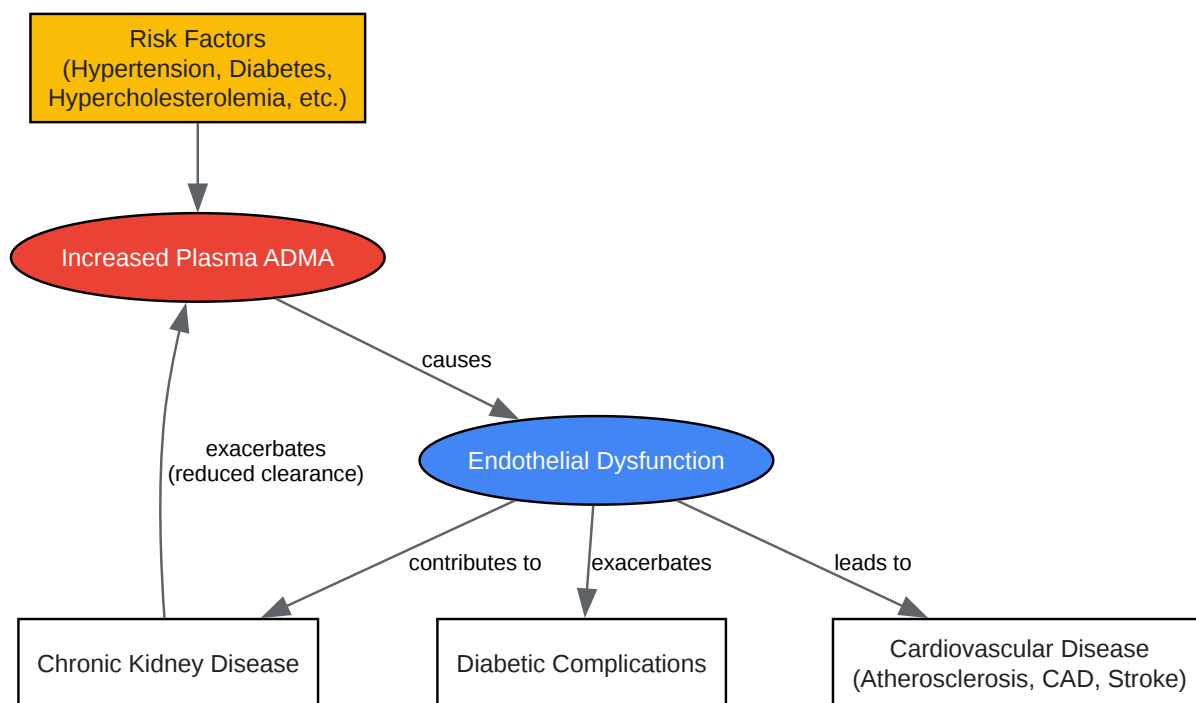 Risk Factors
(Hypertension, Diabetes,
Hypercholesterolemia, etc.)
Increased Plasma ADMA
causes
exacerbates
(reduced clearance)
Endothelial Dysfunction
contributes to
exacerbates
leads to
Chronic Kidney Disease
Diabetic Complications
Cardiovascular Disease
(Atherosclerosis, CAD, Stroke)